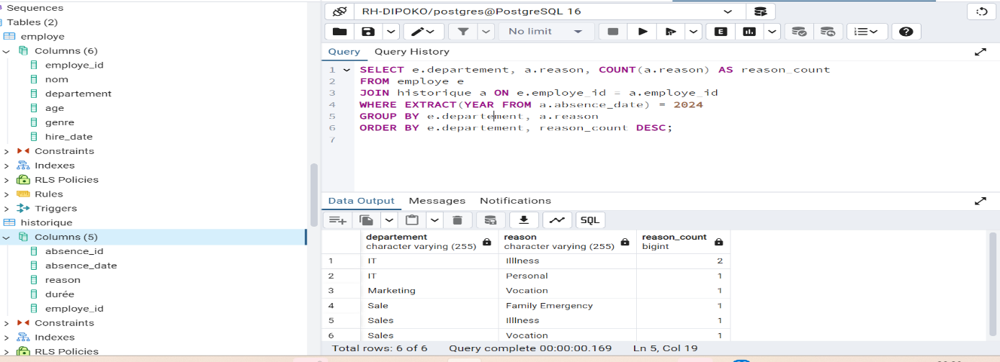 Sequences
Tables (2)
employe
Columns (6)
employe_id
nom
departement
age
genre
hire_date
Constraints
Indexes
RLS Policies
Rules
Triggers
historique
Columns (5)
absence_id
absence_date
reason
durée
employe_id
Constraints
Indexes
RLS Policies
RH-DIPOKO/postgres@PostgreSQL 16
No limit
E
Query Query History
1 SELECT e.departement, a.reason, COUNT(a.reason) AS reason_count
2 FROM employe e
3 JOIN historique a ON e.employe_id = a.employe_id
4 WHERE EXTRACT(YEAR FROM a.absence_date) = 2024
5 GROUP BY e.departement, a.reason
6 ORDER BY e.departement, reason_count DESC;
7
Data Output Messages Notifications
SQL
departement reason reason_count
character varying (255) character varying (255) bigint
1 IT Illlness 2
2 IT Personal 1
3 Marketing Vocation 1
4 Sale Family Emergency 1
5 Sales Illlness 1
6 Sales Vocation 1
Total rows: 6 of 6 Query complete 00:00:00.169 Ln 5, Col 19